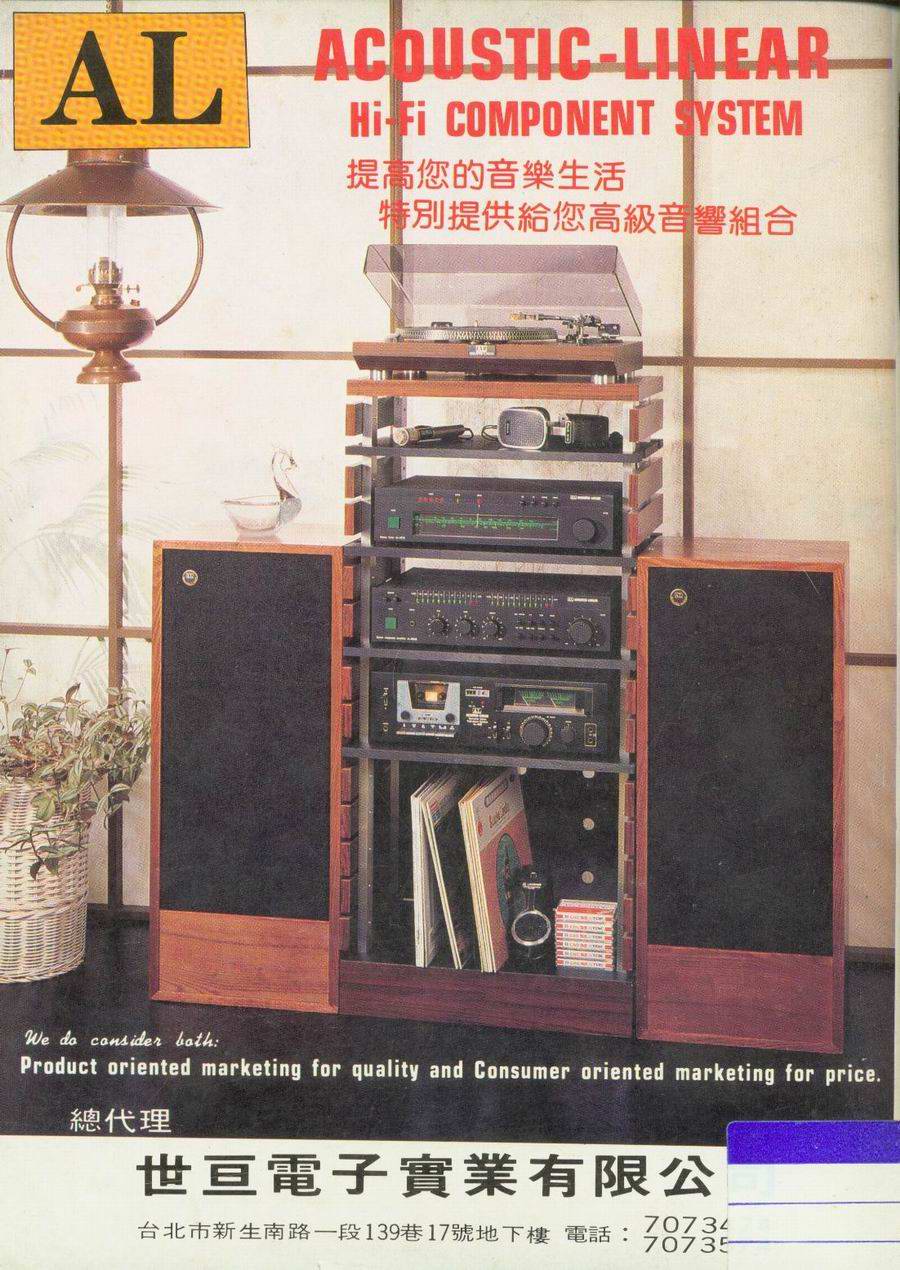 AL
ACOUSTIC-LINEAR
Hi-Fi COMPONENT SYSTEM
提高您的音樂生活
特別提供給您高級音響組合
We do consider both:
Product oriented marketing for quality and Consumer oriented marketing for price.
總代理
世亘電子實業有限公
台北市新生南路一段139巷17號地下樓 電話：
70734
70735